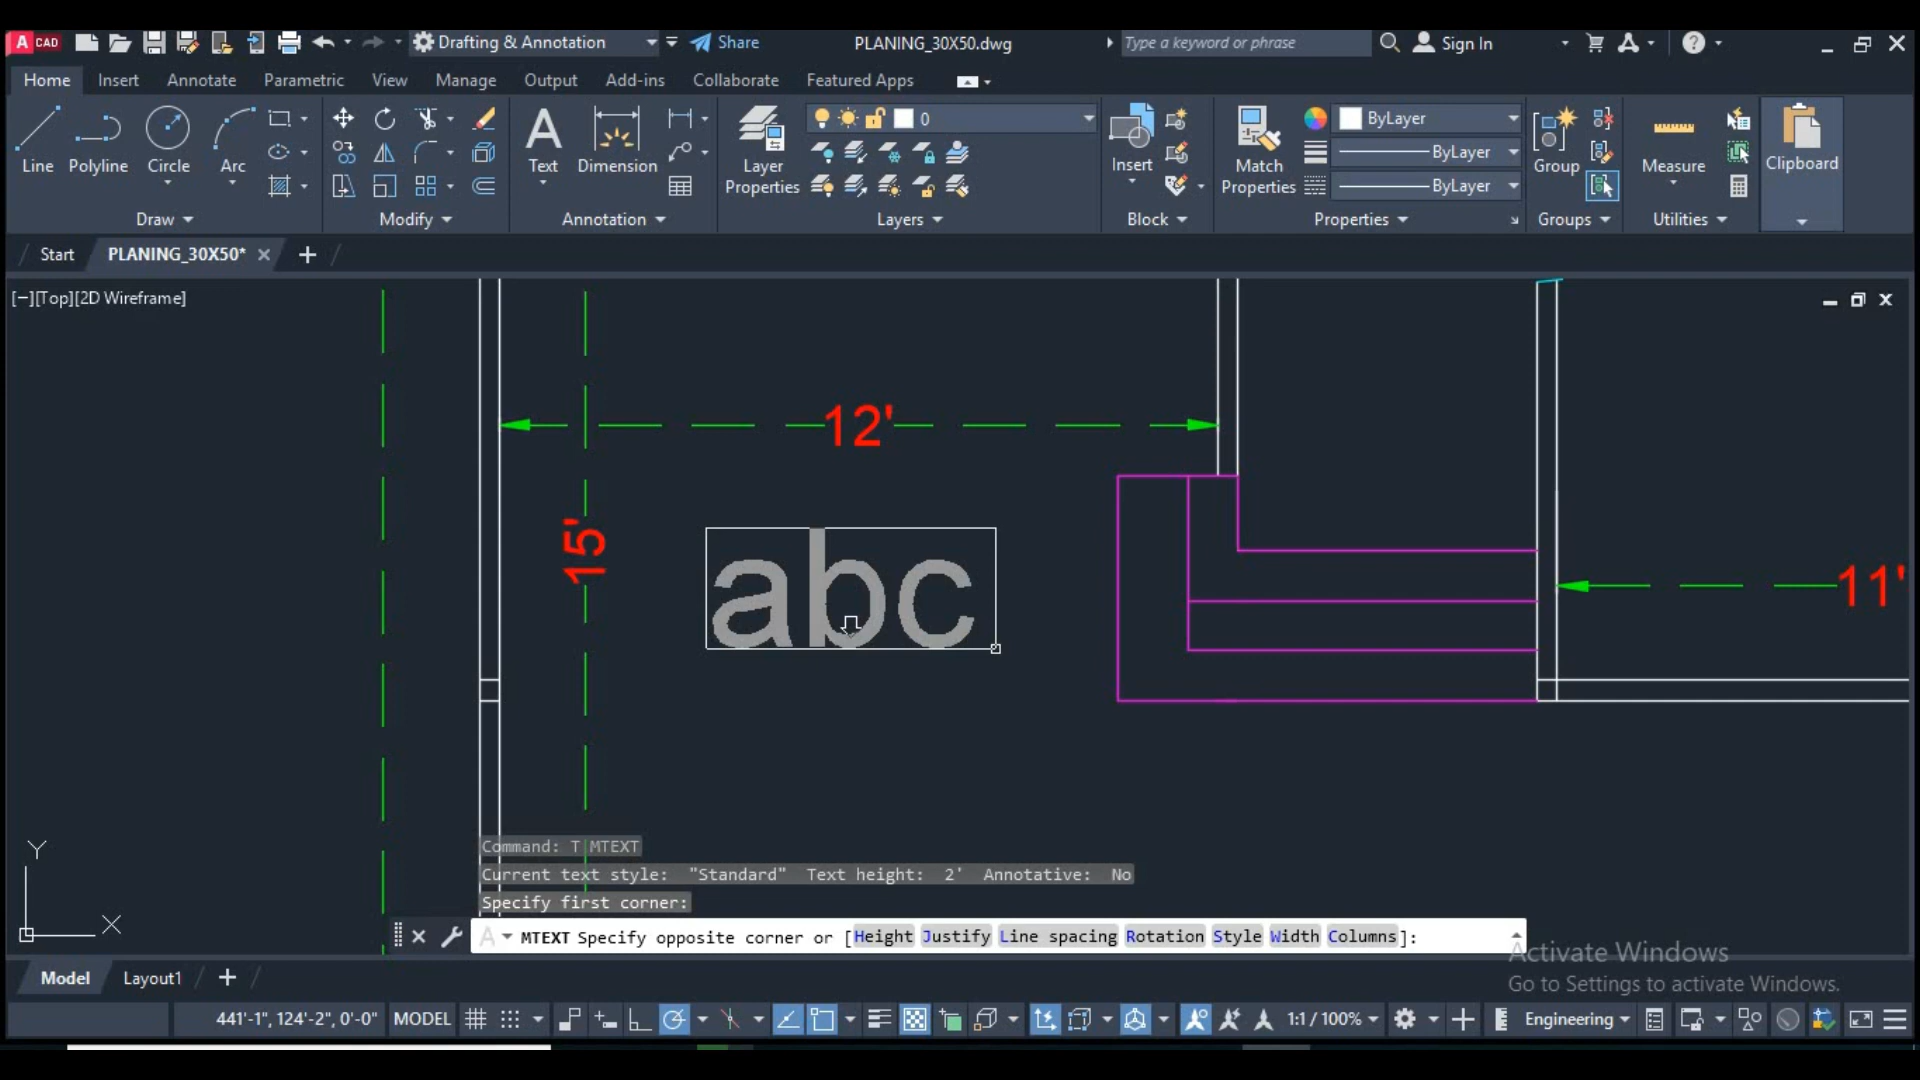 A CAD Drafting & Annotation Share PLANING_30X50.dwg Type a keyword or phrase Sign In
Home Insert Annotate Parametric View Manage Output Add-ins Collaborate Featured Apps
0 ByLayer
Line Polyline Circle Arc Text Dimension Layer Properties Insert Match Properties ByLayer Group Measure Clipboard
ByLayer
Draw Modify Annotation Layers Block Properties Groups Utilities
Start PLANING_30X50* +
[−][Top][2D Wireframe]
12'
15'
abc
11'
Y
X
Command: T MTEXT
Current text style: "Standard" Text height: 2' Annotative: No
Specify first corner:
MTEXT Specify opposite corner or [Height Justify Line spacing Rotation Style Width Columns]:
Activate Windows
Go to Settings to activate Windows.
Model Layout1 +
441'-1", 124'-2", 0'-0" MODEL 1:1 / 100% Engineering